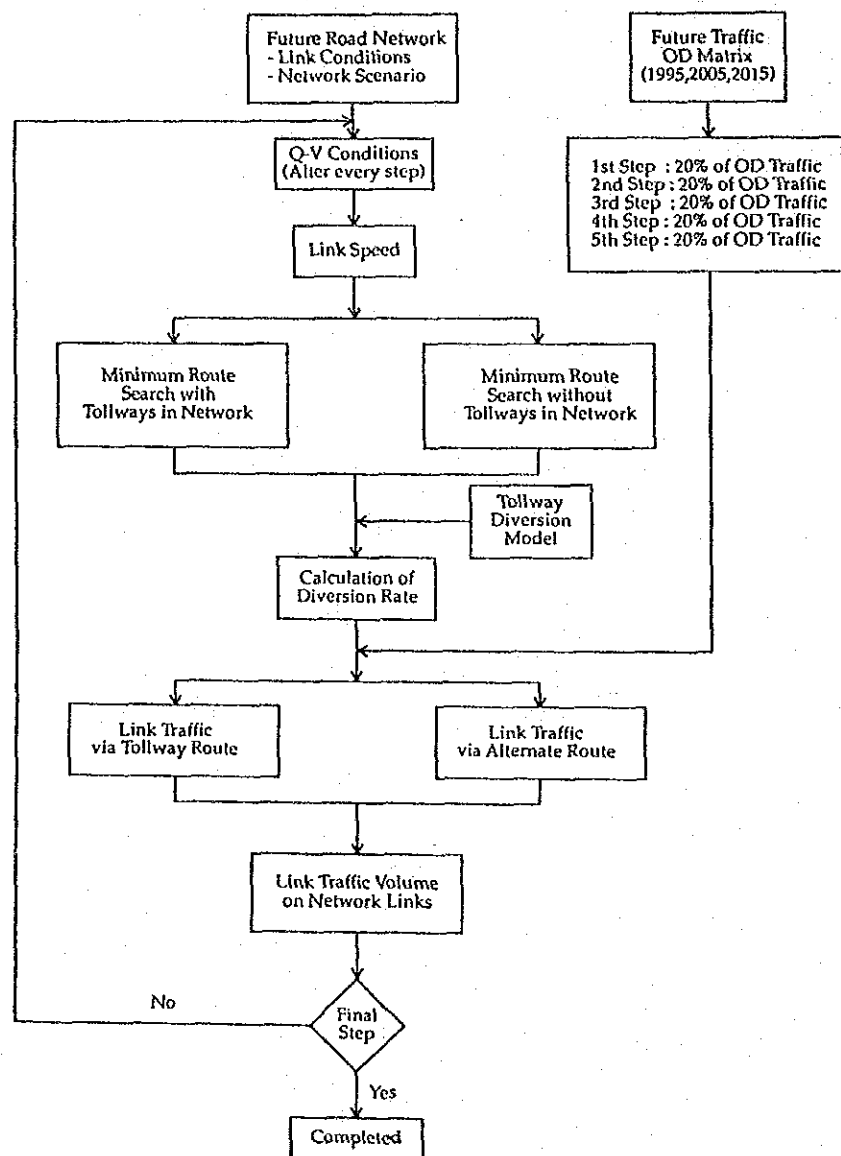 Future Road Network
- Link Conditions
- Network Scenario
Future Traffic
OD Matrix
(1995,2005,2015)
Q-V Conditions
(Alter every step)
1st Step : 20% of OD Traffic
2nd Step : 20% of OD Traffic
3rd Step : 20% of OD Traffic
4th Step : 20% of OD Traffic
5th Step : 20% of OD Traffic
Link Speed
Minimum Route
Search with
Tollways in Network
Minimum Route
Search without
Tollways in Network
Tollway
Diversion
Model
Calculation of
Diversion Rate
Link Traffic
via Tollway Route
Link Traffic
via Alternate Route
Link Traffic Volume
on Network Links
No
Final
Step
Yes
Completed